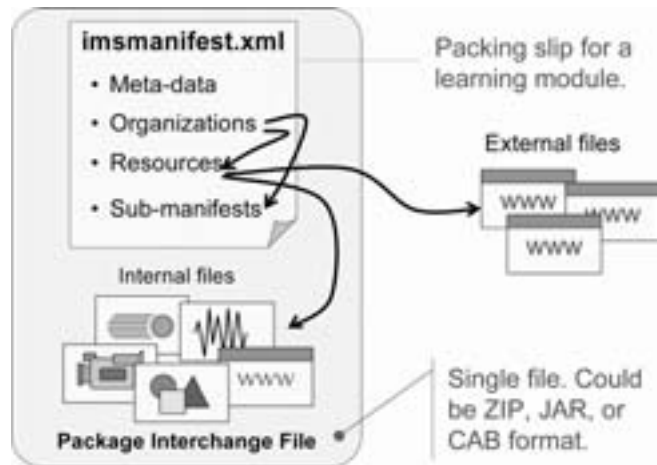 imsmanifest.xml
• Meta-data
• Organizations
• Resources
• Sub-manifests
Packing slip for a
learning module.
External files
www
www
www
Internal files
www
Package Interchange File
Single file. Could
be ZIP, JAR, or
CAB format.